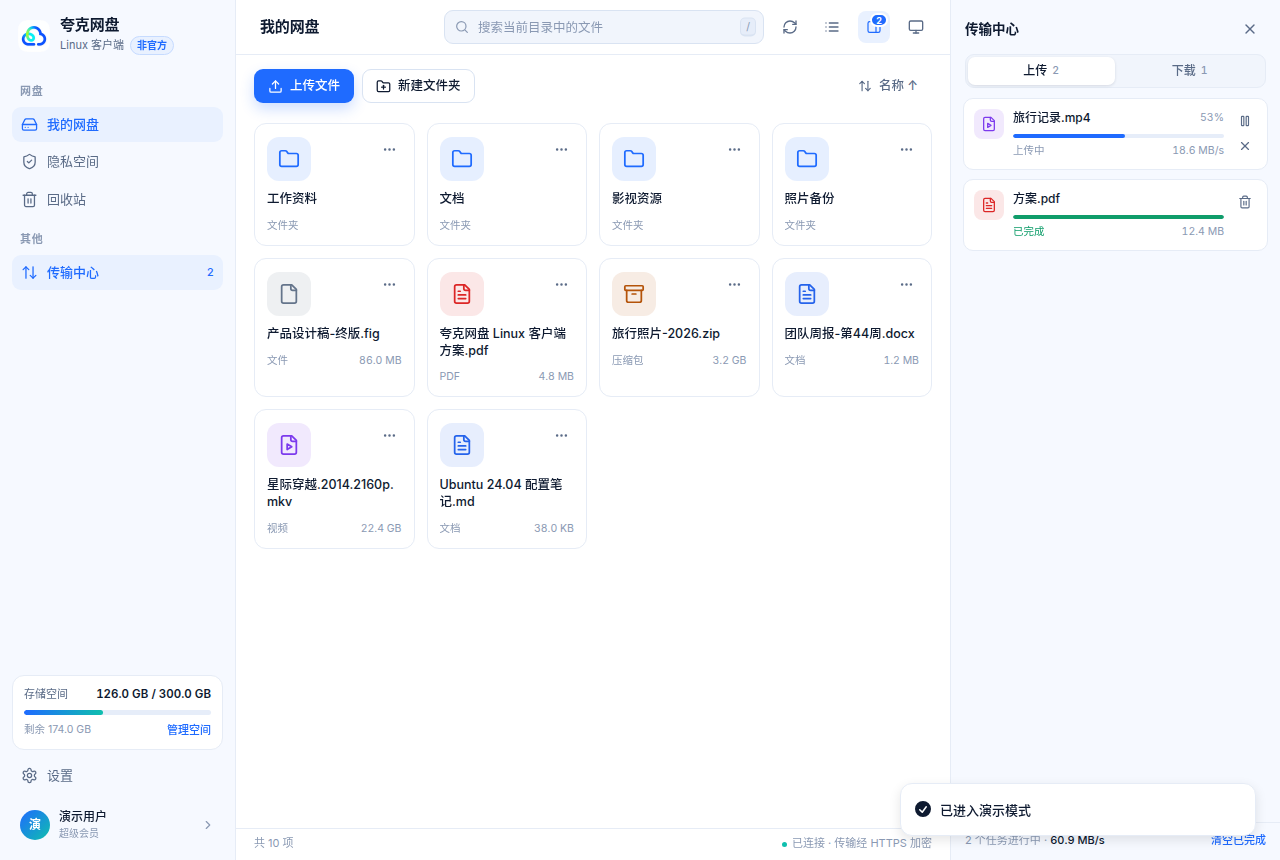 夸克网盘
Linux 客户端 非官方
网盘
我的网盘
隐私空间
回收站
其他
传输中心 2
存储空间 126.0 GB / 300.0 GB
剩余 174.0 GB 管理空间
设置
演 演示用户
超级会员
我的网盘
搜索当前目录中的文件 /
2
上传文件 新建文件夹 名称
工作资料
文件夹
文档
文件夹
影视资源
文件夹
照片备份
文件夹
产品设计稿-终版.fig
文件 86.0 MB
夸克网盘 Linux 客户端
方案.pdf
PDF 4.8 MB
旅行照片-2026.zip
压缩包 3.2 GB
团队周报-第44周.docx
文档 1.2 MB
星际穿越.2014.2160p.
mkv
视频 22.4 GB
Ubuntu 24.04 配置笔
记.md
文档 38.0 KB
共 10 项
已连接 · 传输经 HTTPS 加密
传输中心
上传 2 下载 1
旅行记录.mp4 53%
上传中 18.6 MB/s
方案.pdf
已完成 12.4 MB
已进入演示模式
2 个任务进行中 · 60.9 MB/s 清空已完成